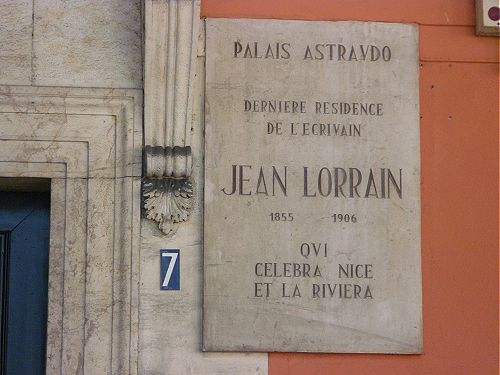 PALAIS ASTRAVDO
DERNIERE RESIDENCE
DE L'ECRIVAIN
JEAN LORRAIN
1855 1906
QVI
CELEBRA NICE
ET LA RIVIERA
7